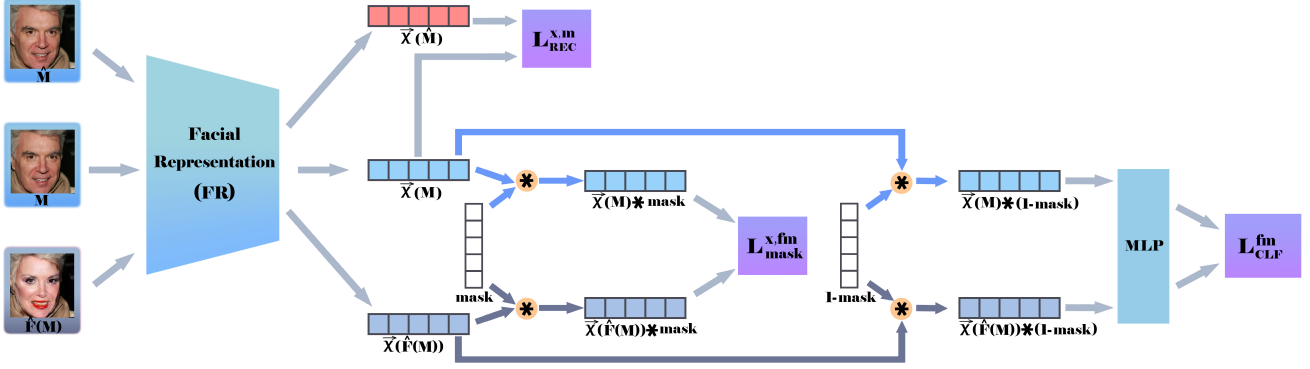 M̂
M
F̂(M)
Facial
Representation
(FR)
χ⃗(M̂)
L^{x,m}_{REC}
χ⃗(M)
mask
χ⃗(F̂(M))
*
*
χ⃗(M)* mask
χ⃗(F̂(M))*mask
L^{x,fm}_{mask}
1-mask
*
*
χ⃗(M)*(1-mask)
χ⃗(F̂(M))*(1-mask)
MLP
L^{fm}_{CLF}